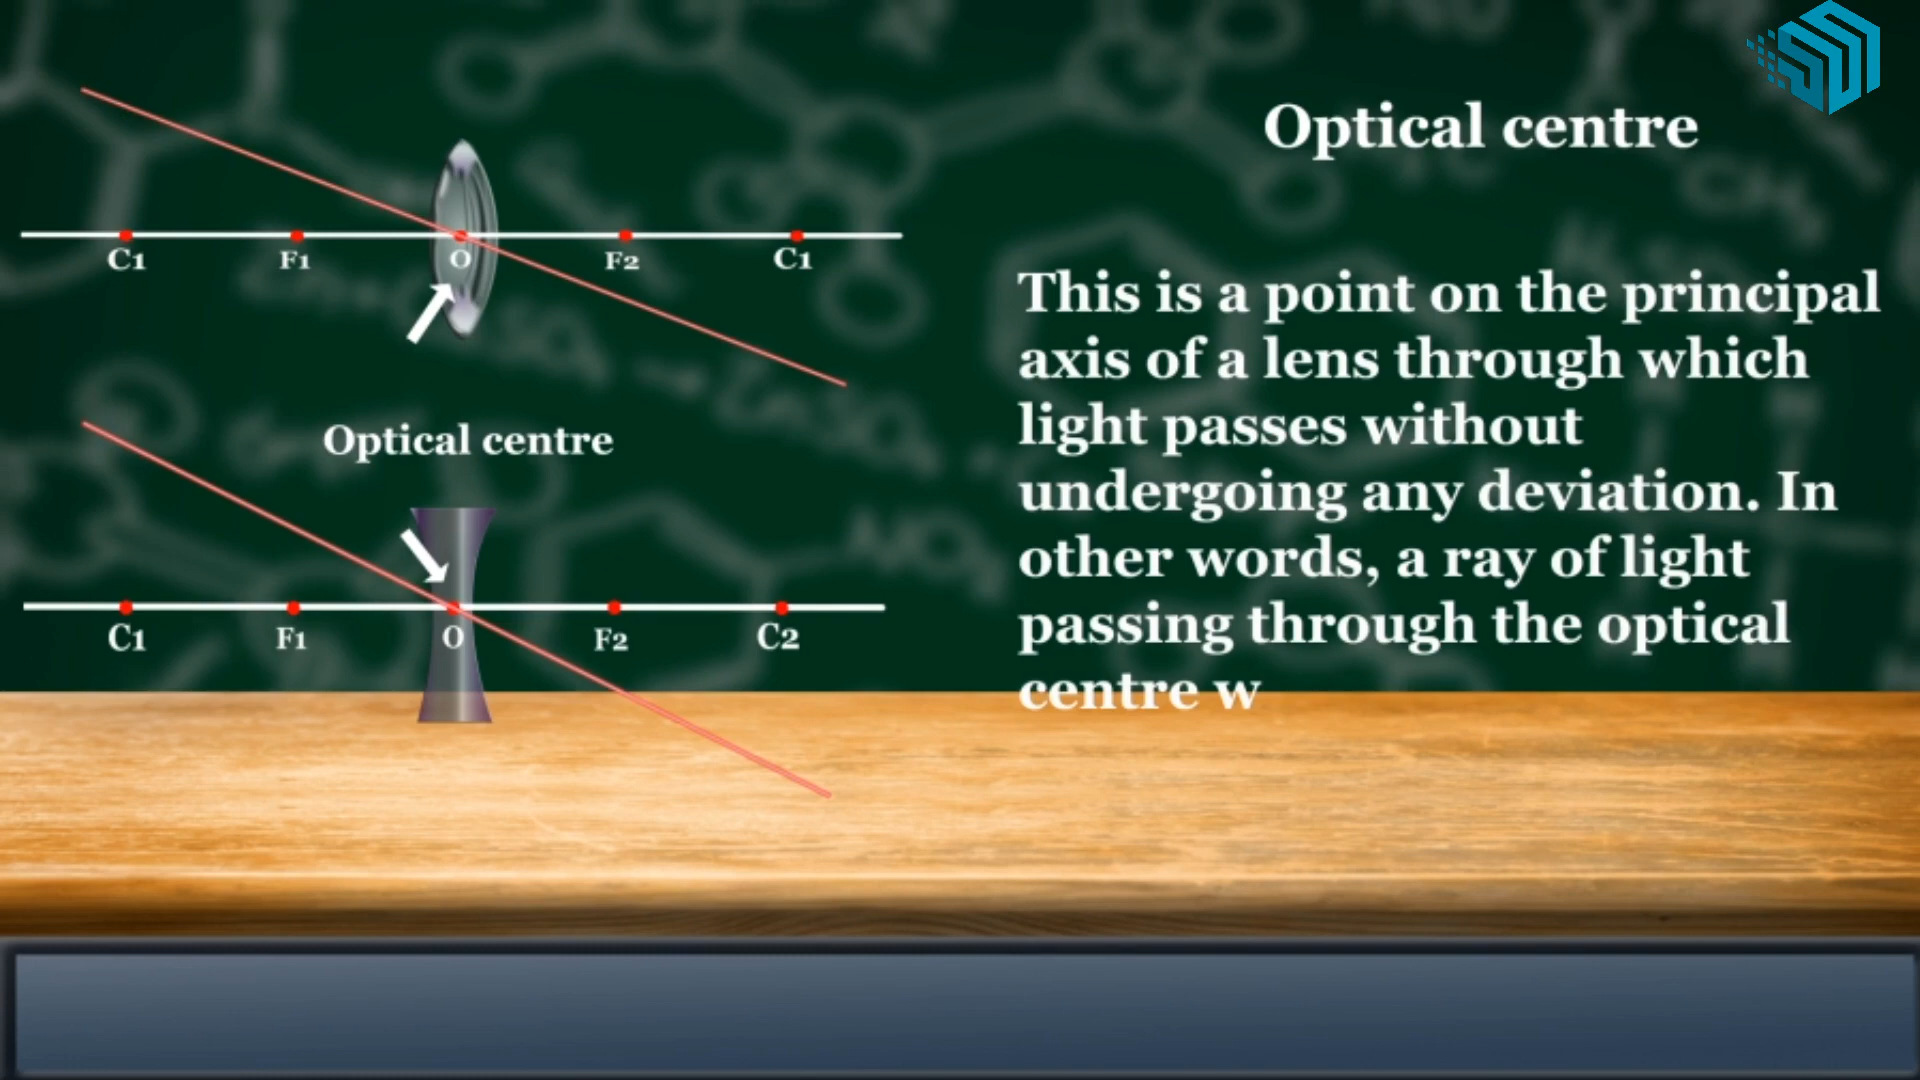 Optical centre
C1 F1 O F2 C1
This is a point on the principal
axis of a lens through which
light passes without
undergoing any deviation. In
other words, a ray of light
passing through the optical
centre w
Optical centre
C1 F1 O F2 C2